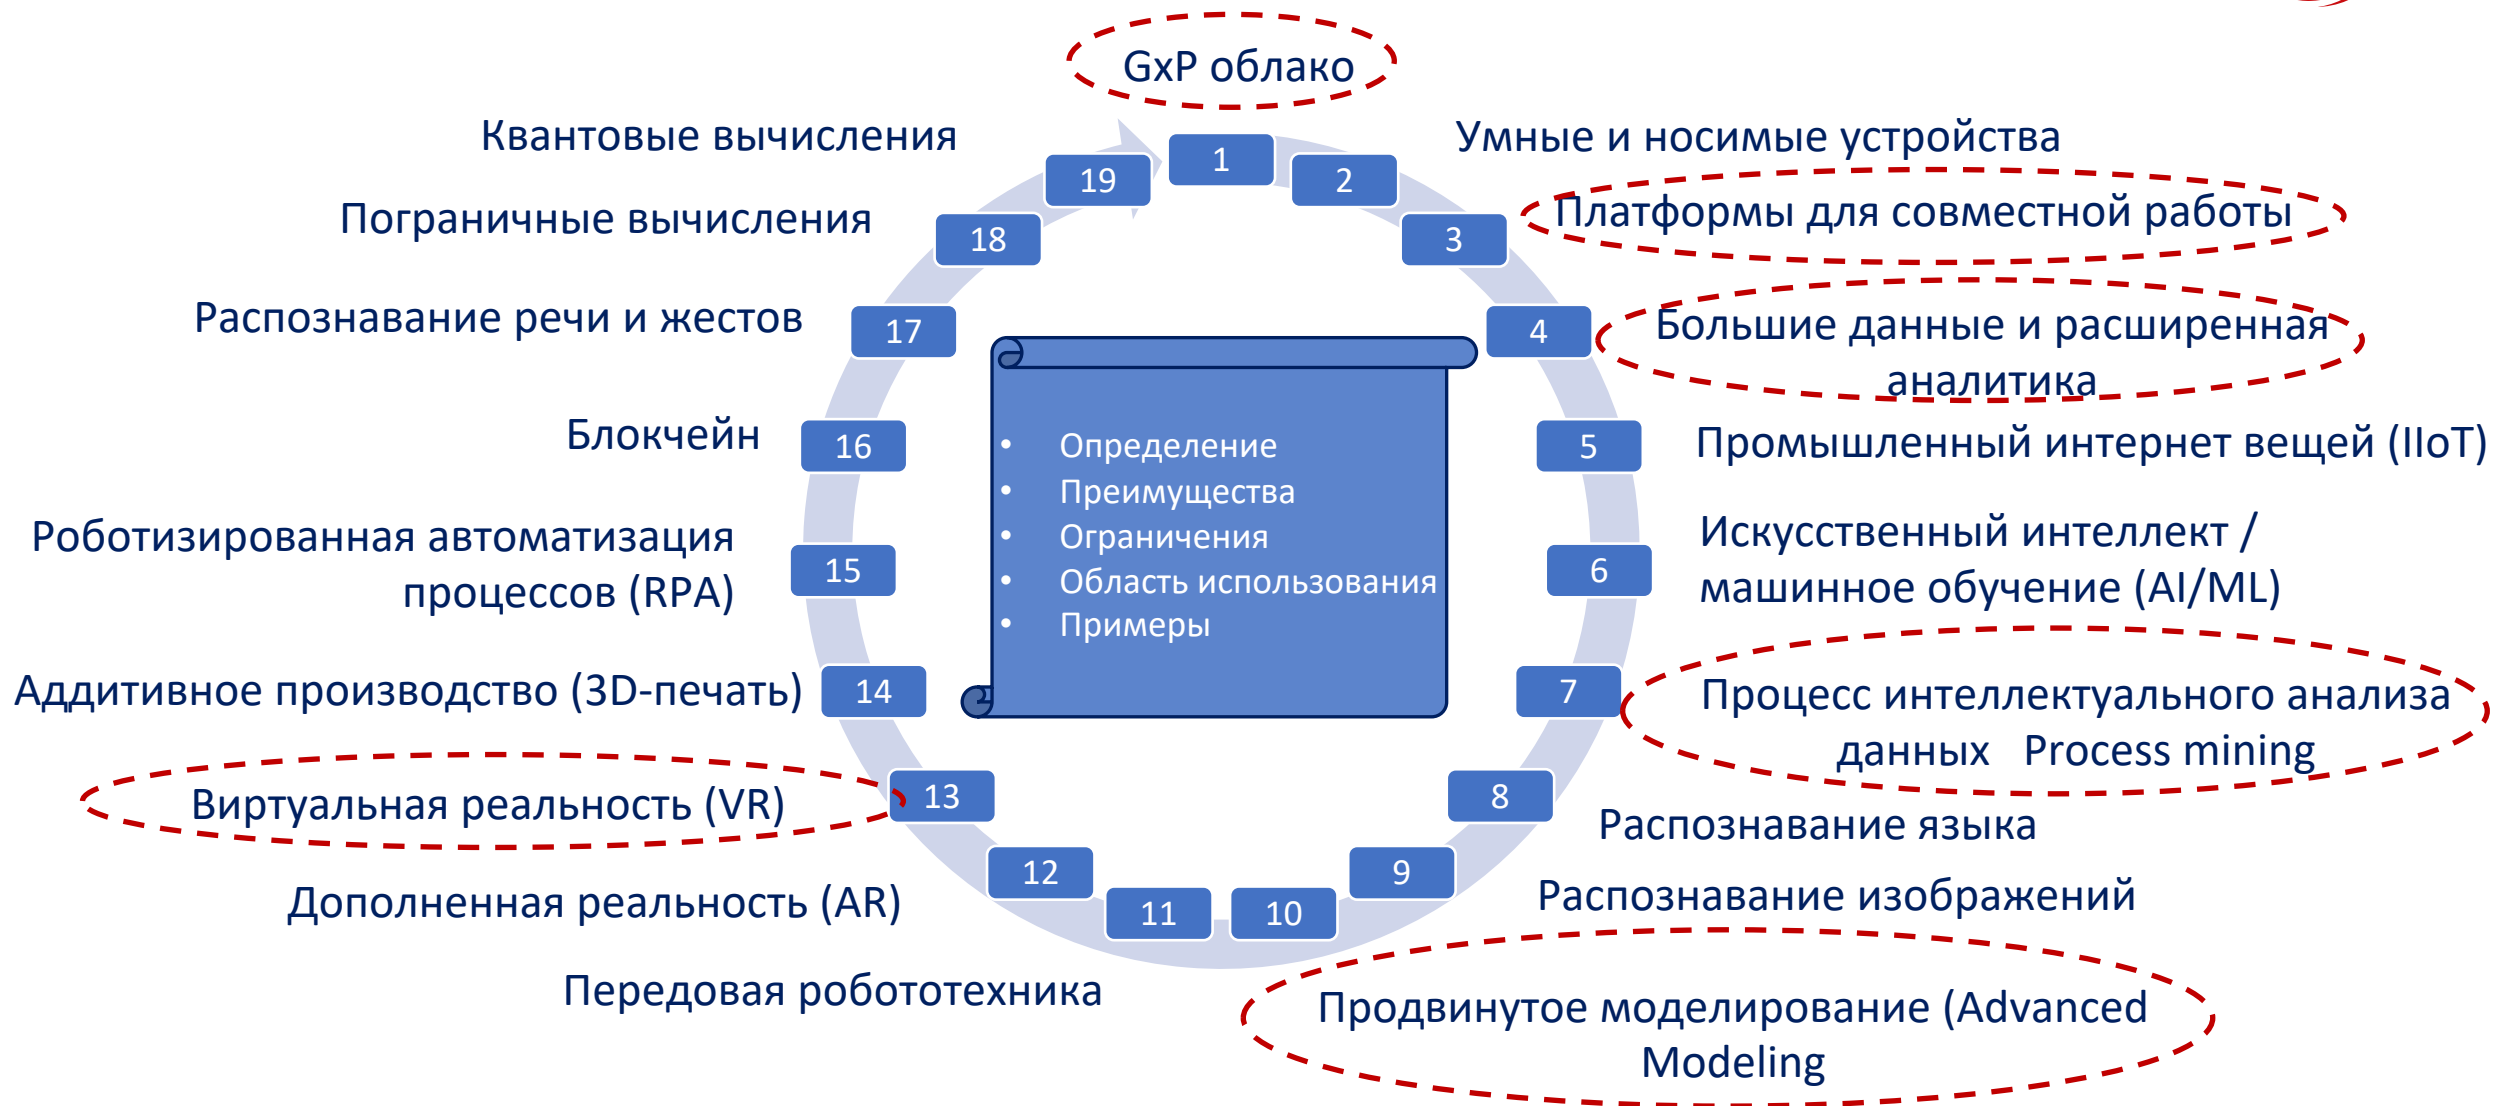 GxP облако
1
Умные и носимые устройства
2
Платформы для совместной работы
3
Большие данные и расширенная
аналитика
4
Промышленный интернет вещей (IIoT)
5
Искусственный интеллект /
машинное обучение (AI/ML)
6
Процесс интеллектуального анализа
данных Process mining
7
Распознавание языка
8
Распознавание изображений
9
Продвинутое моделирование (Advanced
Modeling
10
Передовая робототехника
11
Дополненная реальность (AR)
12
Виртуальная реальность (VR)
13
Аддитивное производство (3D-печать)
14
Роботизированная автоматизация
процессов (RPA)
15
Блокчейн
16
Распознавание речи и жестов
17
Пограничные вычисления
18
Квантовые вычисления
19
• Определение
• Преимущества
• Ограничения
• Область использования
• Примеры